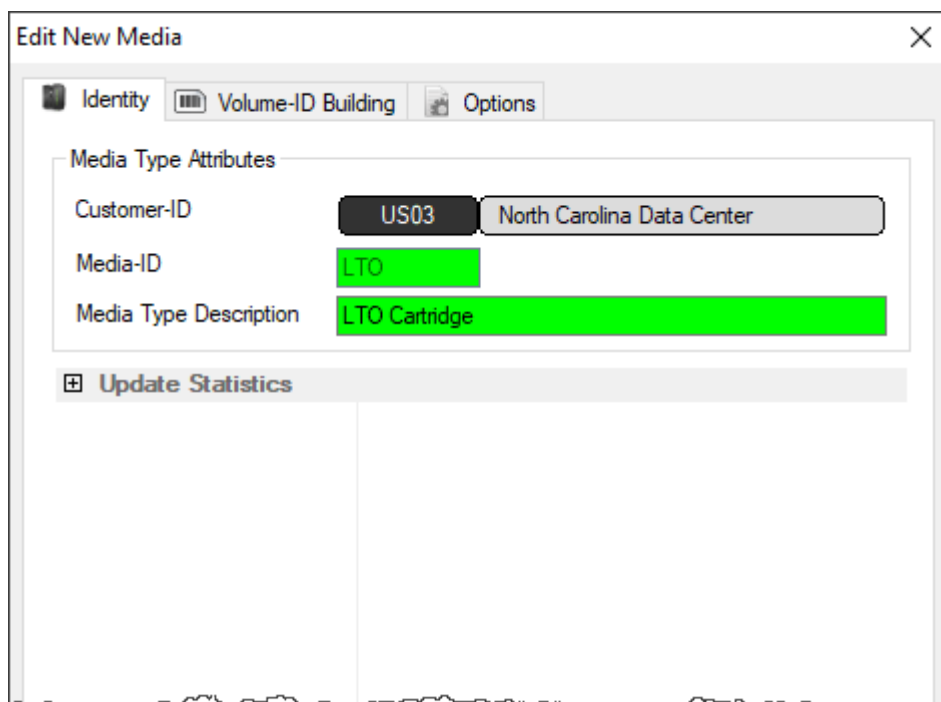 Edit New Media
Identity Volume-ID Building Options
Media Type Attributes
Customer-ID US03 North Carolina Data Center
Media-ID LTO
Media Type Description LTO Cartridge
Update Statistics